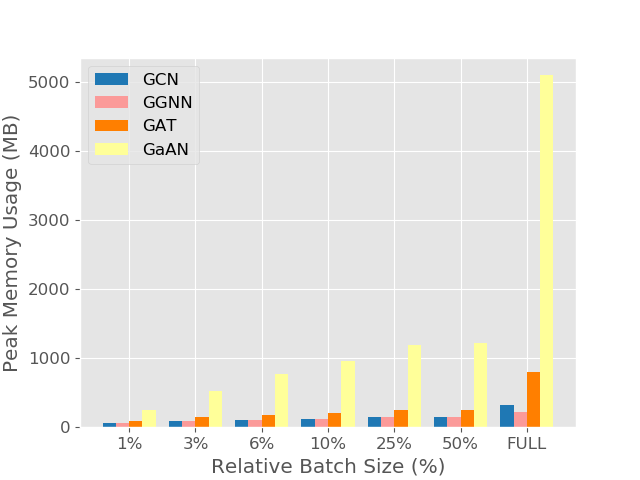 GCN
GGNN
GAT
GaAN
Peak Memory Usage (MB)
5000
4000
3000
2000
1000
0
1% 3% 6% 10% 25% 50% FULL
Relative Batch Size (%)